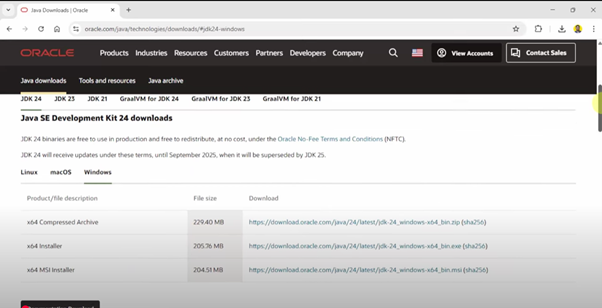 Java Downloads | Oracle
oracle.com/java/technologies/downloads/#jdk24-windows
ORACLE Products Industries Resources Customers Partners Developers Company View Accounts Contact Sales
Java downloads Tools and resources Java archive
JDK 24 JDK 23 JDK 21 GraalVM for JDK 24 GraalVM for JDK 23 GraalVM for JDK 21
Java SE Development Kit 24 downloads
JDK 24 binaries are free to use in production and free to redistribute, at no cost, under the Oracle No-Fee Terms and Conditions (NFTC).
JDK 24 will receive updates under these terms, until September 2025, when it will be superseded by JDK 25.
Linux macOS Windows
Product/file description File size Download
x64 Compressed Archive 229.40 MB https://download.oracle.com/java/24/latest/jdk-24_windows-x64_bin.zip (sha256)
x64 Installer 205.76 MB https://download.oracle.com/java/24/latest/jdk-24_windows-x64_bin.exe (sha256)
x64 MSI Installer 204.51 MB https://download.oracle.com/java/24/latest/jdk-24_windows-x64_bin.msi (sha256)